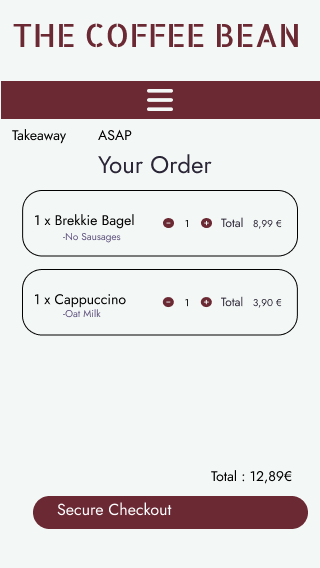 THE COFFEE BEAN
Takeaway ASAP
Your Order
1 x Brekkie Bagel - 1 + Total 8,99 €
-No Sausages
1 x Cappuccino - 1 + Total 3,90 €
-Oat Milk
Total : 12,89€
Secure Checkout